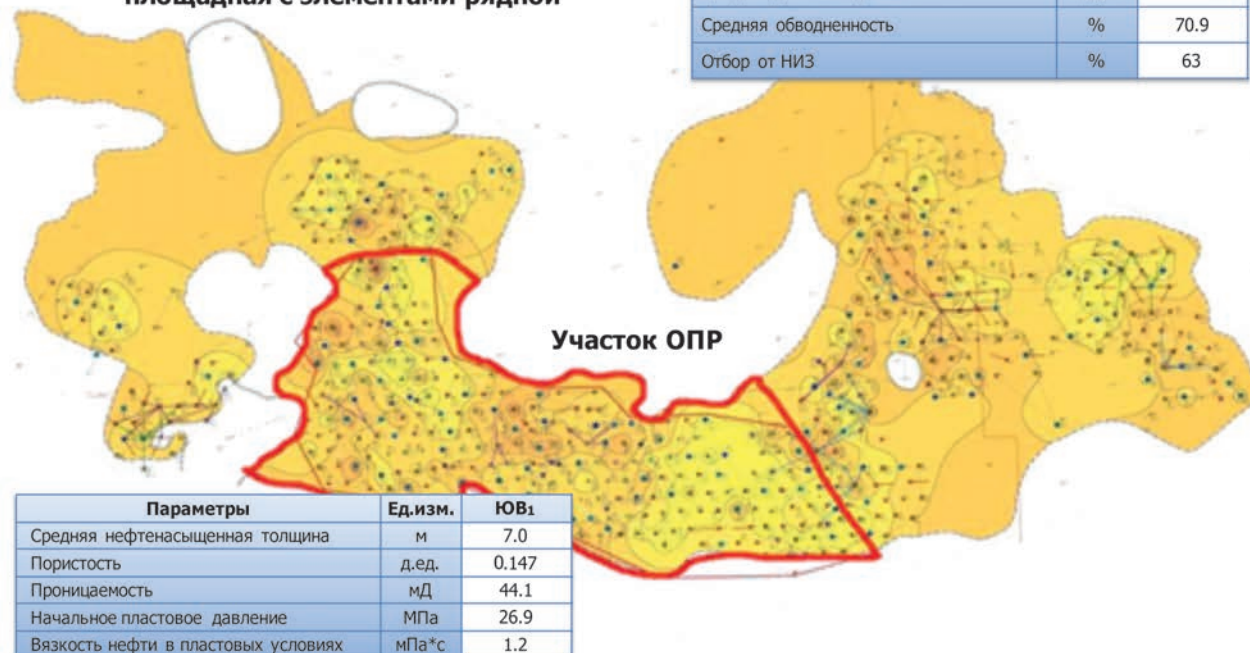 площадная с элементами рядной
Средняя обводненность % 70.9
Отбор от НИЗ % 63
Участок ОПР
Параметры Ед.изм. ЮВ₁
Средняя нефтенасыщенная толщина м 7.0
Пористость д.ед. 0.147
Проницаемость мД 44.1
Начальное пластовое давление МПа 26.9
Вязкость нефти в пластовых условиях мПа*с 1.2